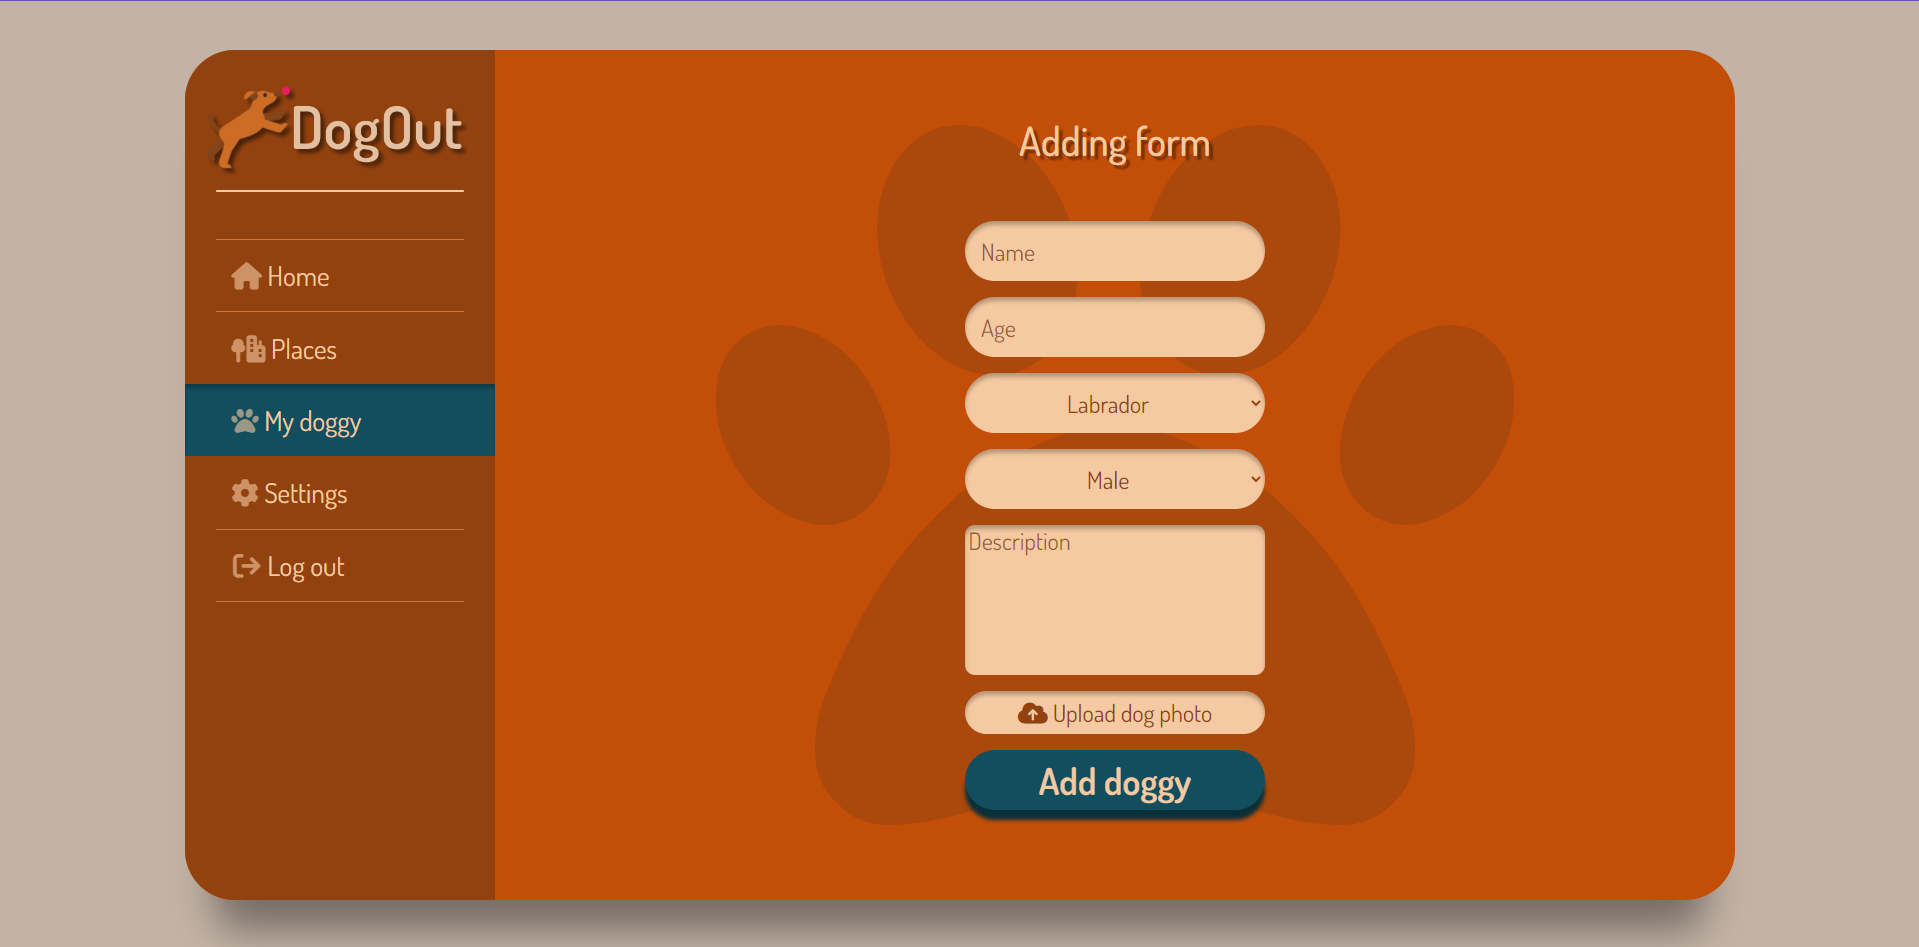 DogOut
Home
Places
My doggy
Settings
Log out
Adding form
Name
Age
Labrador
Male
Description
Upload dog photo
Add doggy